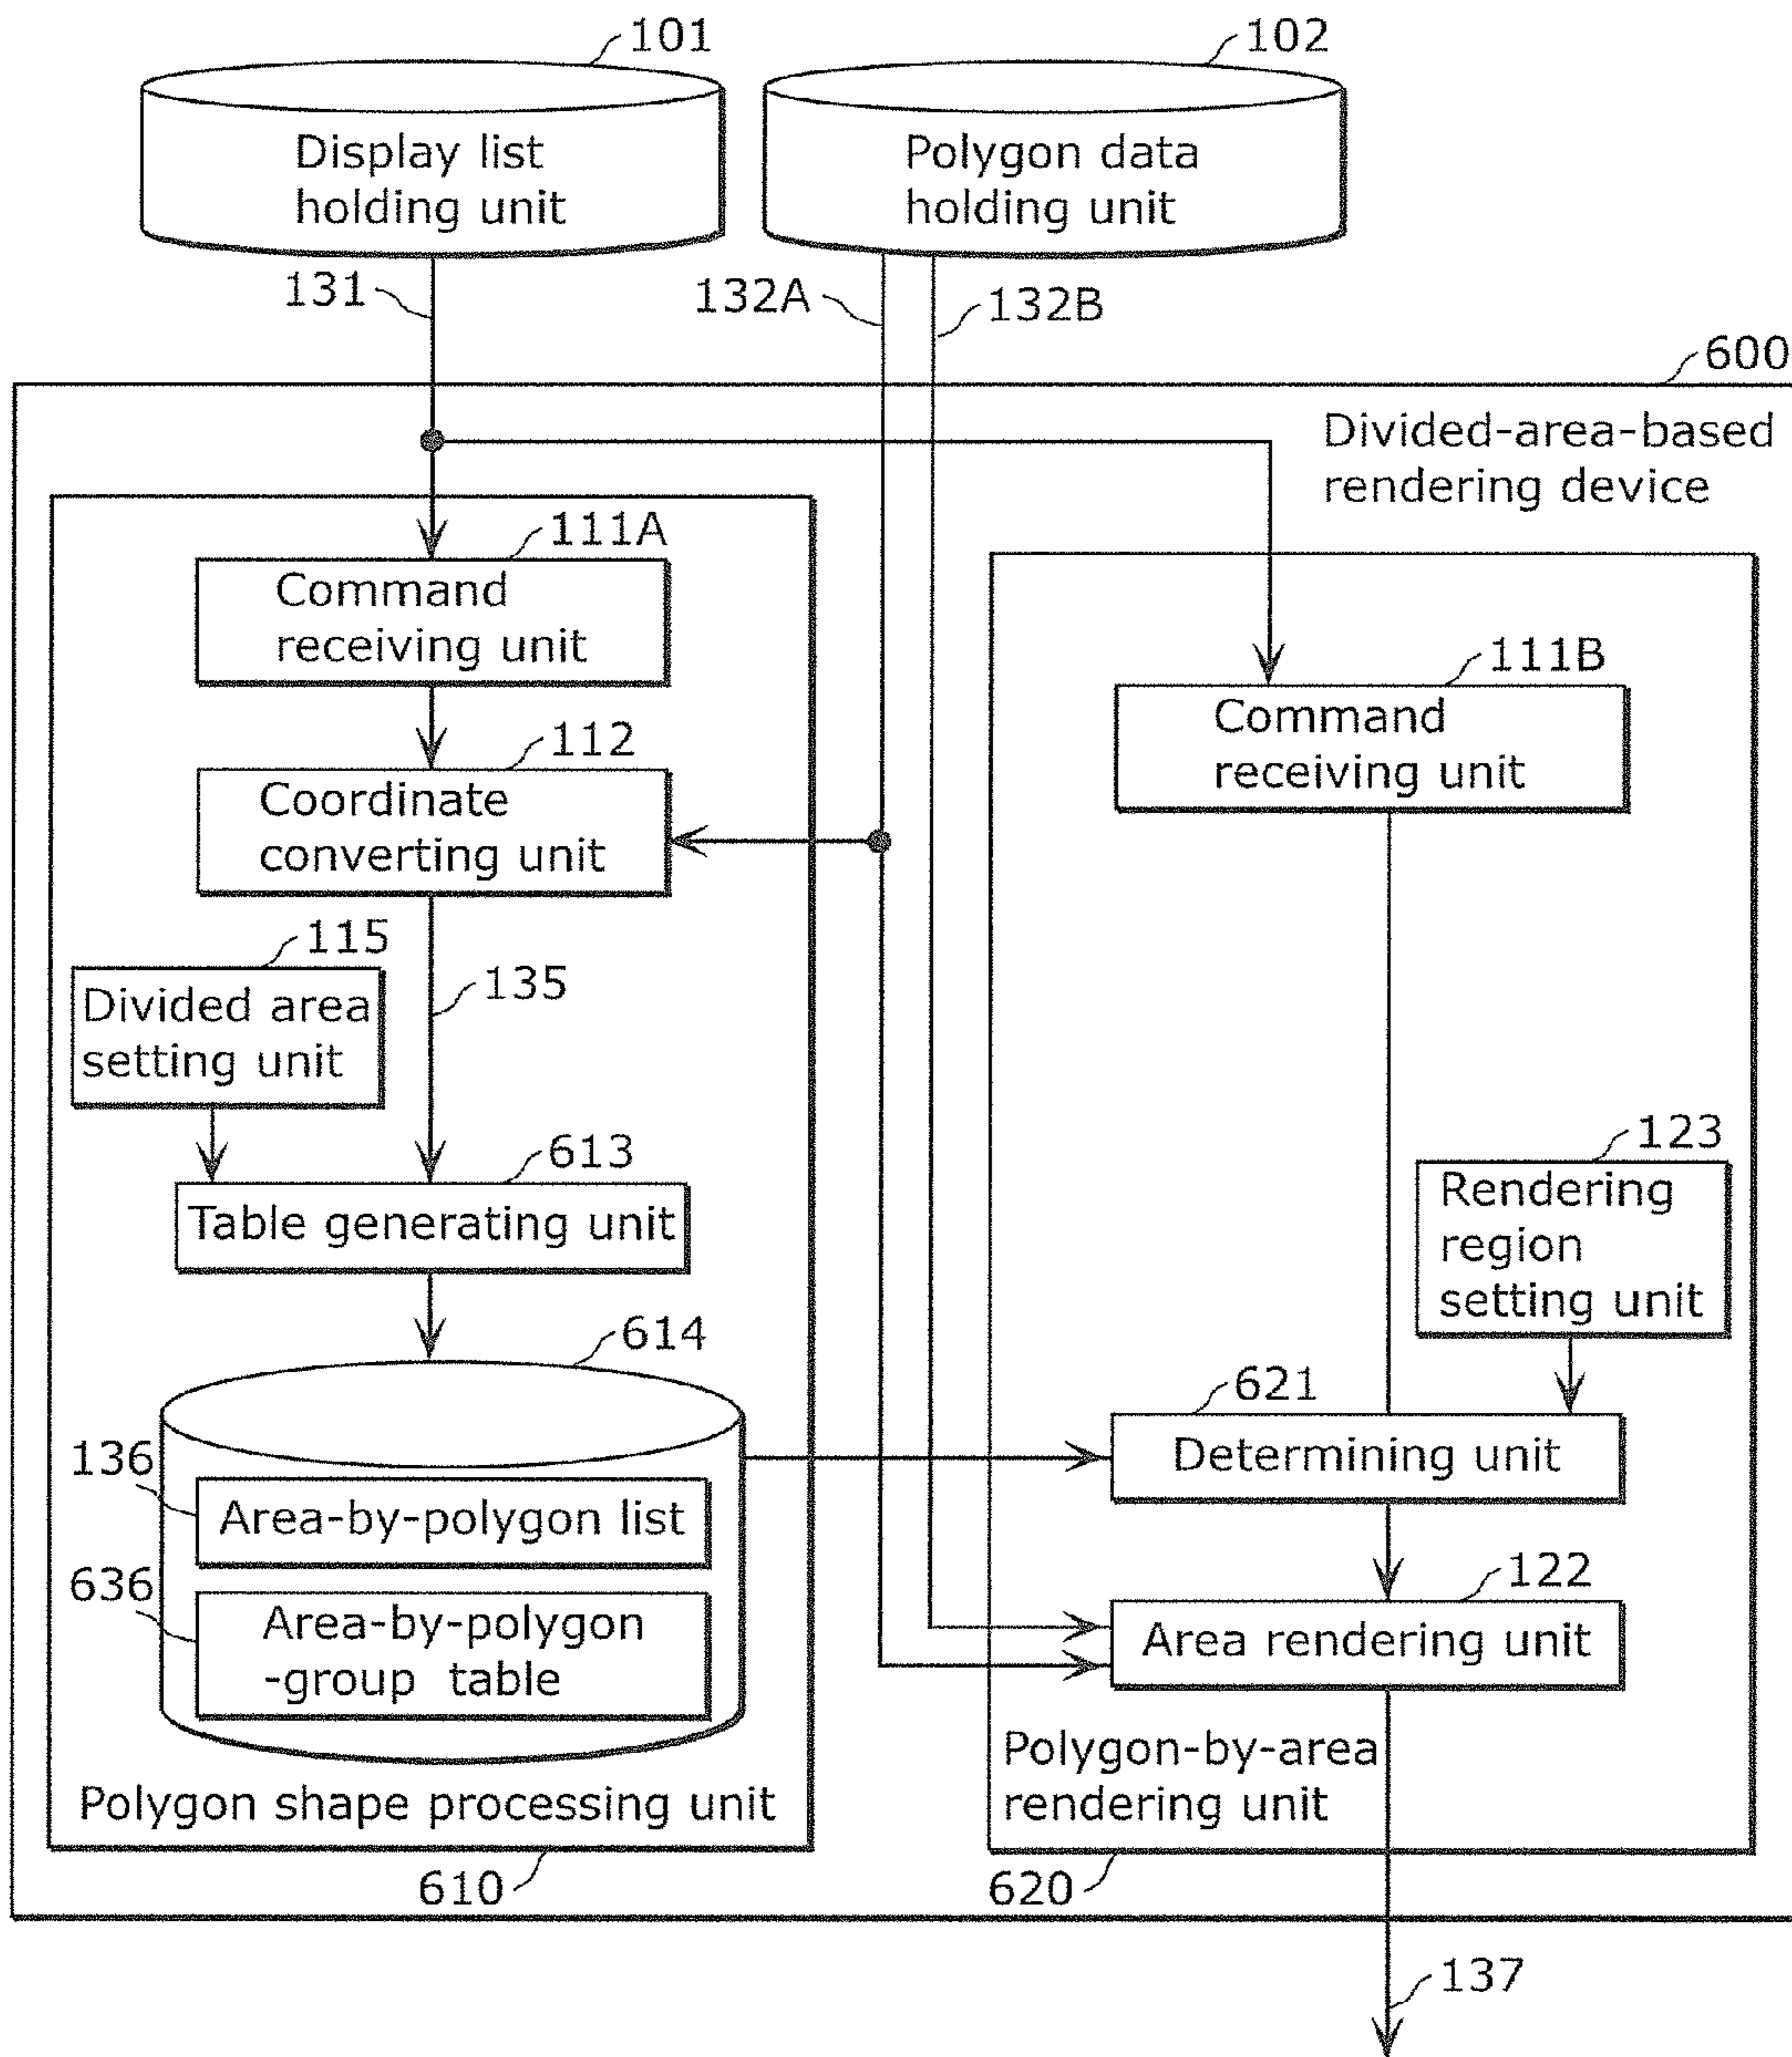 101
102
Display list
holding unit
Polygon data
holding unit
131
132A
132B
600
Divided-area-based
rendering device
111A
Command
receiving unit
111B
Command
receiving unit
112
Coordinate
converting unit
115
Divided area
setting unit
135
123
Rendering
region
setting unit
613
Table generating unit
614
621
Determining unit
136
Area-by-polygon list
636
Area-by-polygon
-group table
122
Area rendering unit
Polygon shape processing unit
Polygon-by-area
rendering unit
610
620
137